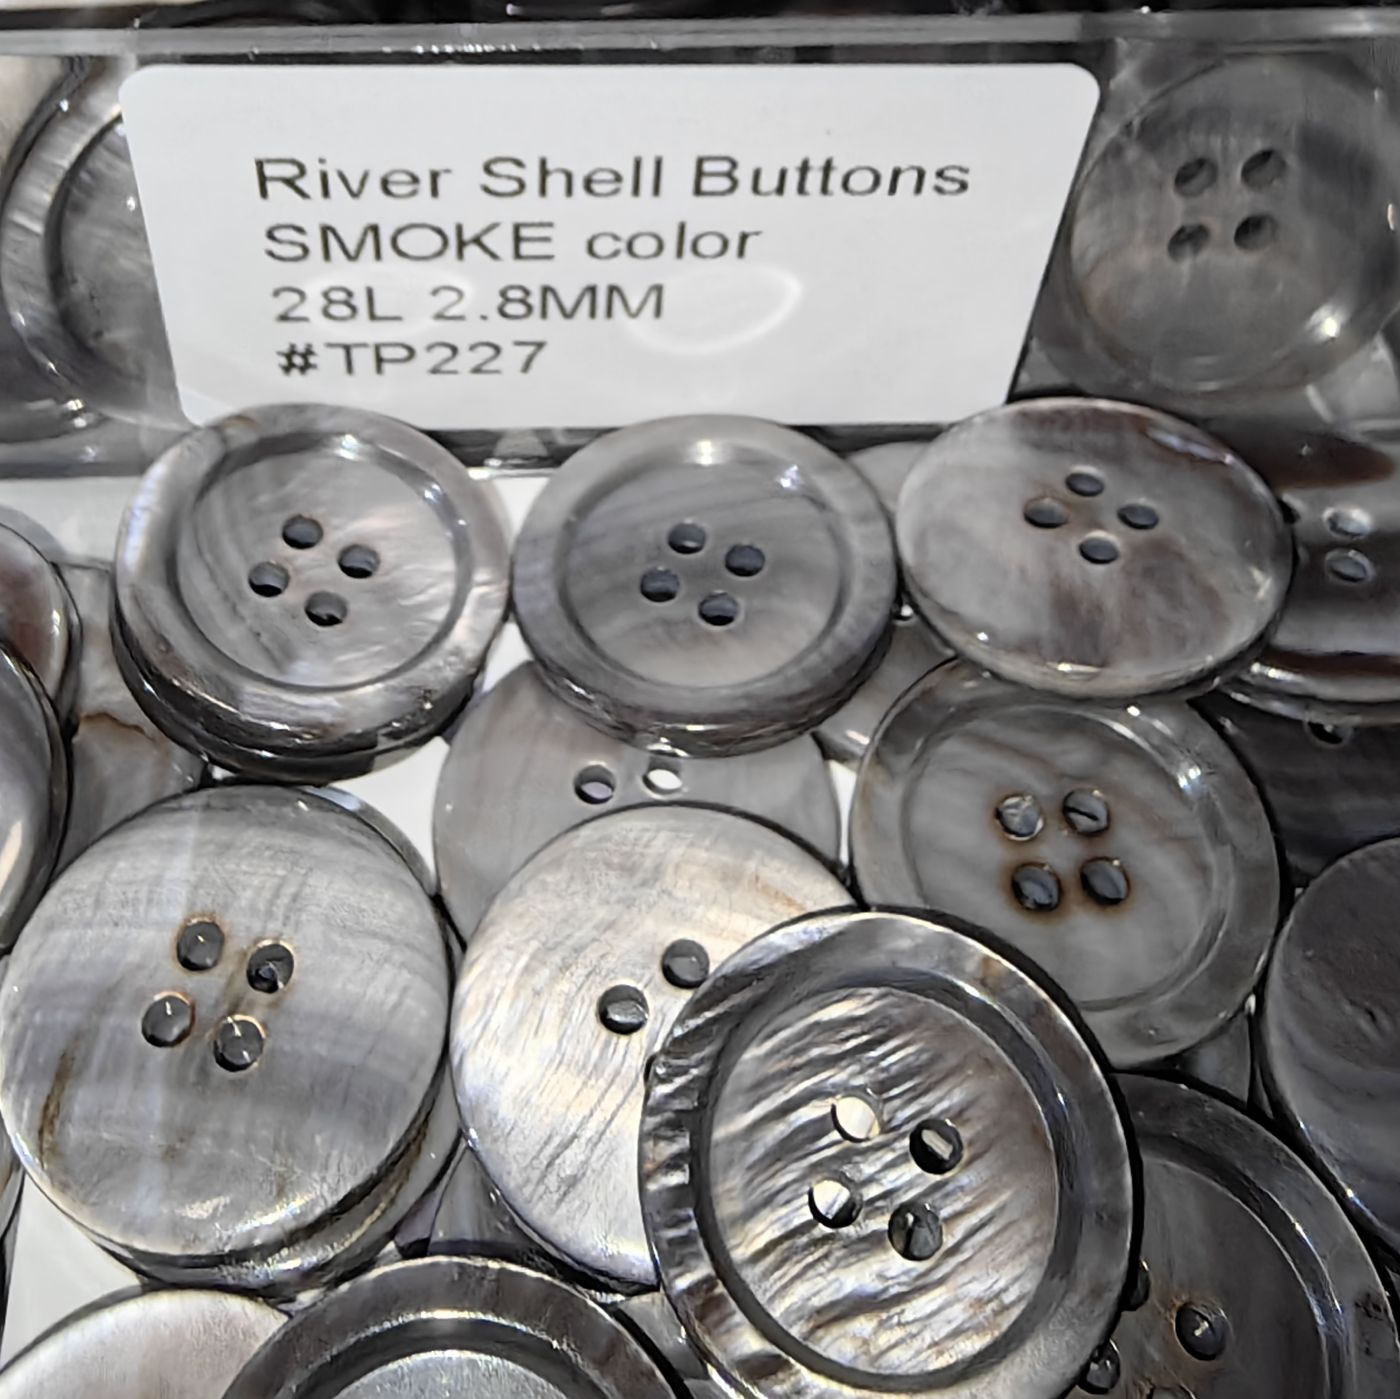 River Shell Buttons
SMOKE color
28L 2.8MM
#TP227